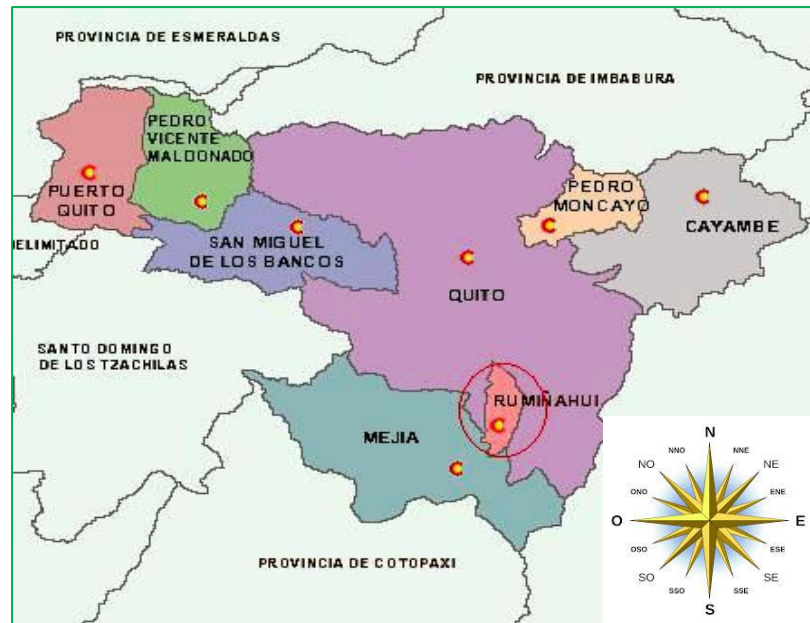 PROVINCIA DE ESMERALDAS
PROVINCIA DE IMBABURA
PEDRO
VICENTE
MALDONADO
PUERTO
QUITO
PEDRO
MONCAYO
CAYAMBE
DELIMITADO
SAN MIGUEL
DE LOS BANCOS
QUITO
SANTO DOMINGO
DE LOS TZACHILAS
RUMIÑAHUI
MEJIA
PROVINCIA DE COTOPAXI
N
NNO
NNE
NO
NE
ONO
ENE
O
E
OSO
ESE
SO
SE
SSO
SSE
S